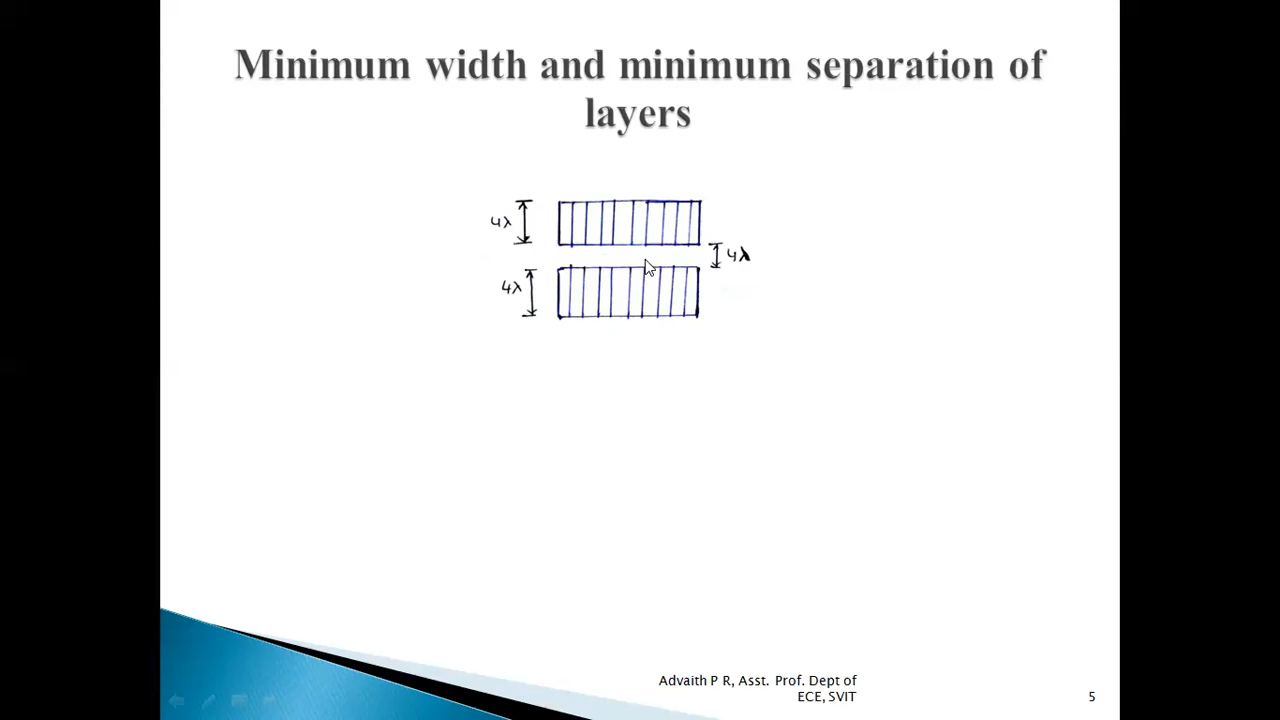 Minimum width and minimum separation of
layers
4λ
4λ
4λ
Advaith P R, Asst. Prof. Dept of
ECE, SVIT
5